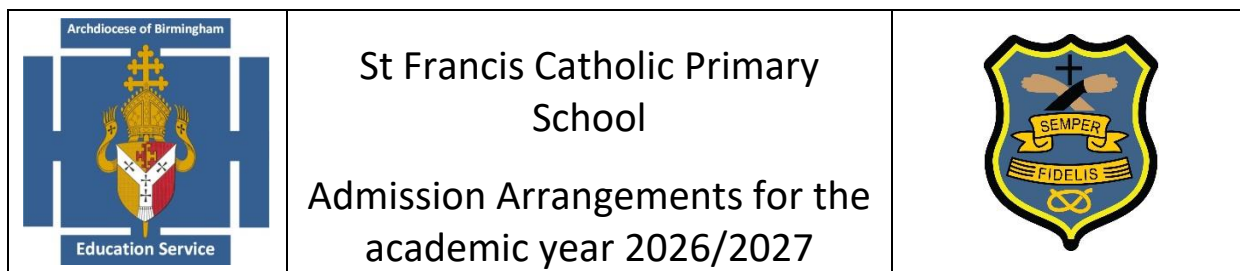 Archdiocese of Birmingham
Education Service
St Francis Catholic Primary
School
Admission Arrangements for the
academic year 2026/2027
SEMPER
FIDELIS